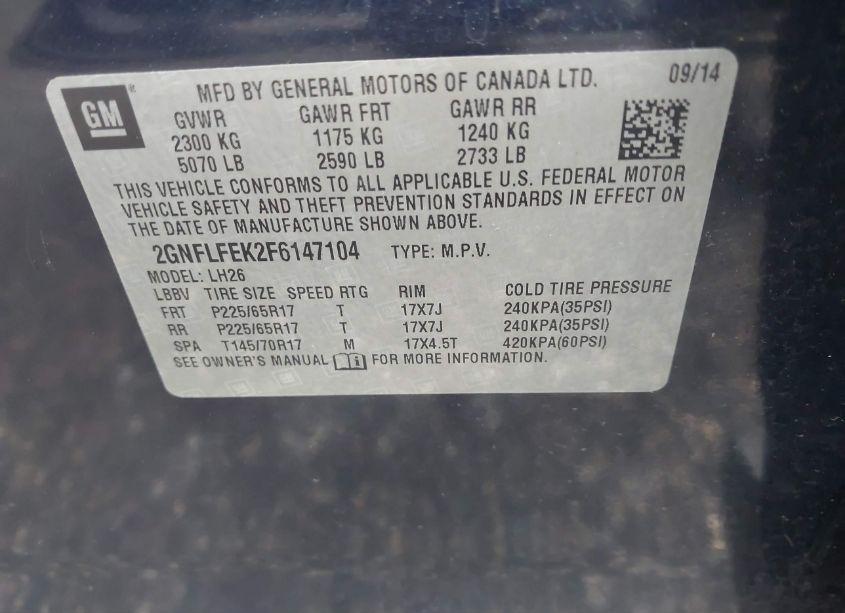 GM
MFD BY GENERAL MOTORS OF CANADA LTD. 09/14
GVWR GAWR FRT GAWR RR
2300 KG 1175 KG 1240 KG
5070 LB 2590 LB 2733 LB
THIS VEHICLE CONFORMS TO ALL APPLICABLE U.S. FEDERAL MOTOR
VEHICLE SAFETY AND THEFT PREVENTION STANDARDS IN EFFECT ON
THE DATE OF MANUFACTURE SHOWN ABOVE.
2GNFLFEK2F6147104 TYPE: M.P.V.
MODEL: LH26
LBBV TIRE SIZE SPEED RTG RIM COLD TIRE PRESSURE
FRT P225/65R17 T 17X7J 240KPA(35PSI)
RR P225/65R17 T 17X7J 240KPA(35PSI)
SPA T145/70R17 M 17X4.5T 420KPA(60PSI)
SEE OWNER'S MANUAL FOR MORE INFORMATION.